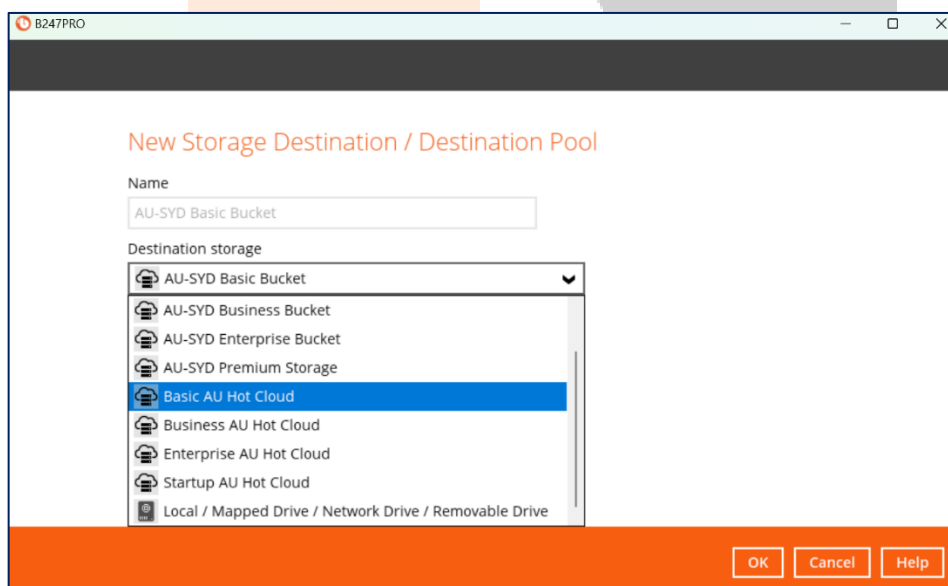 B247PRO
New Storage Destination / Destination Pool
Name
AU-SYD Basic Bucket
Destination storage
AU-SYD Basic Bucket
AU-SYD Business Bucket
AU-SYD Enterprise Bucket
AU-SYD Premium Storage
Basic AU Hot Cloud
Business AU Hot Cloud
Enterprise AU Hot Cloud
Startup AU Hot Cloud
Local / Mapped Drive / Network Drive / Removable Drive
OK Cancel Help